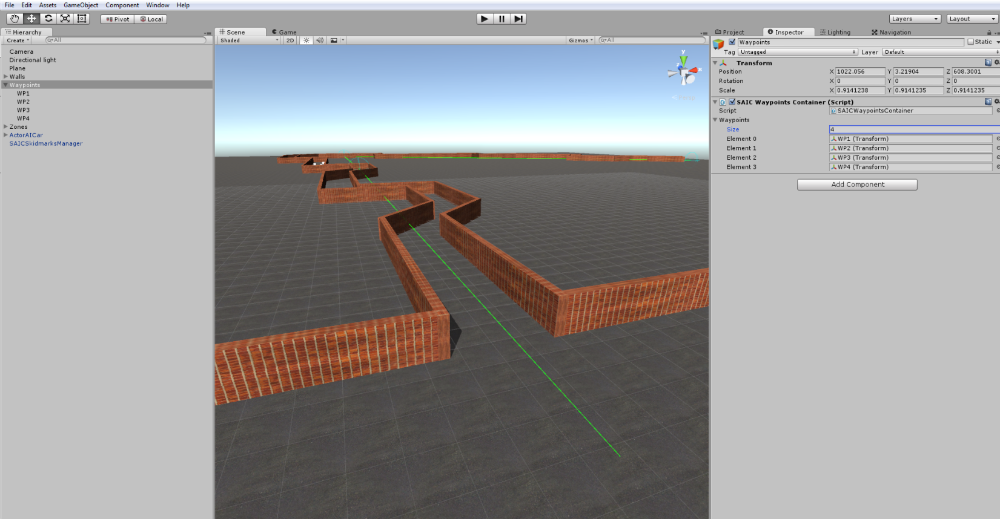 File Edit Assets GameObject Component Window Help
Pivot Local Layers Layout
Hierarchy
Create All
Camera
Directional light
Plane
Walls
Waypoints
WP1
WP2
WP3
WP4
Zones
ActorAICar
SAICSkidmarksManager
Scene Game
Shaded 2D Gizmos All
y
z
x
Project Inspector Lighting Navigation
Waypoints Static
Tag Untagged Layer Default
Transform
Position X 1022.056 Y 3.21904 Z 608.3001
Rotation X 0 Y 0 Z 0
Scale X 0.9141238 Y 0.9141235 Z 0.9141235
SAIC Waypoints Container (Script)
Script SAICWaypointsContainer
Waypoints
Size 4
Element 0 WP1 (Transform)
Element 1 WP2 (Transform)
Element 2 WP3 (Transform)
Element 3 WP4 (Transform)
Add Component